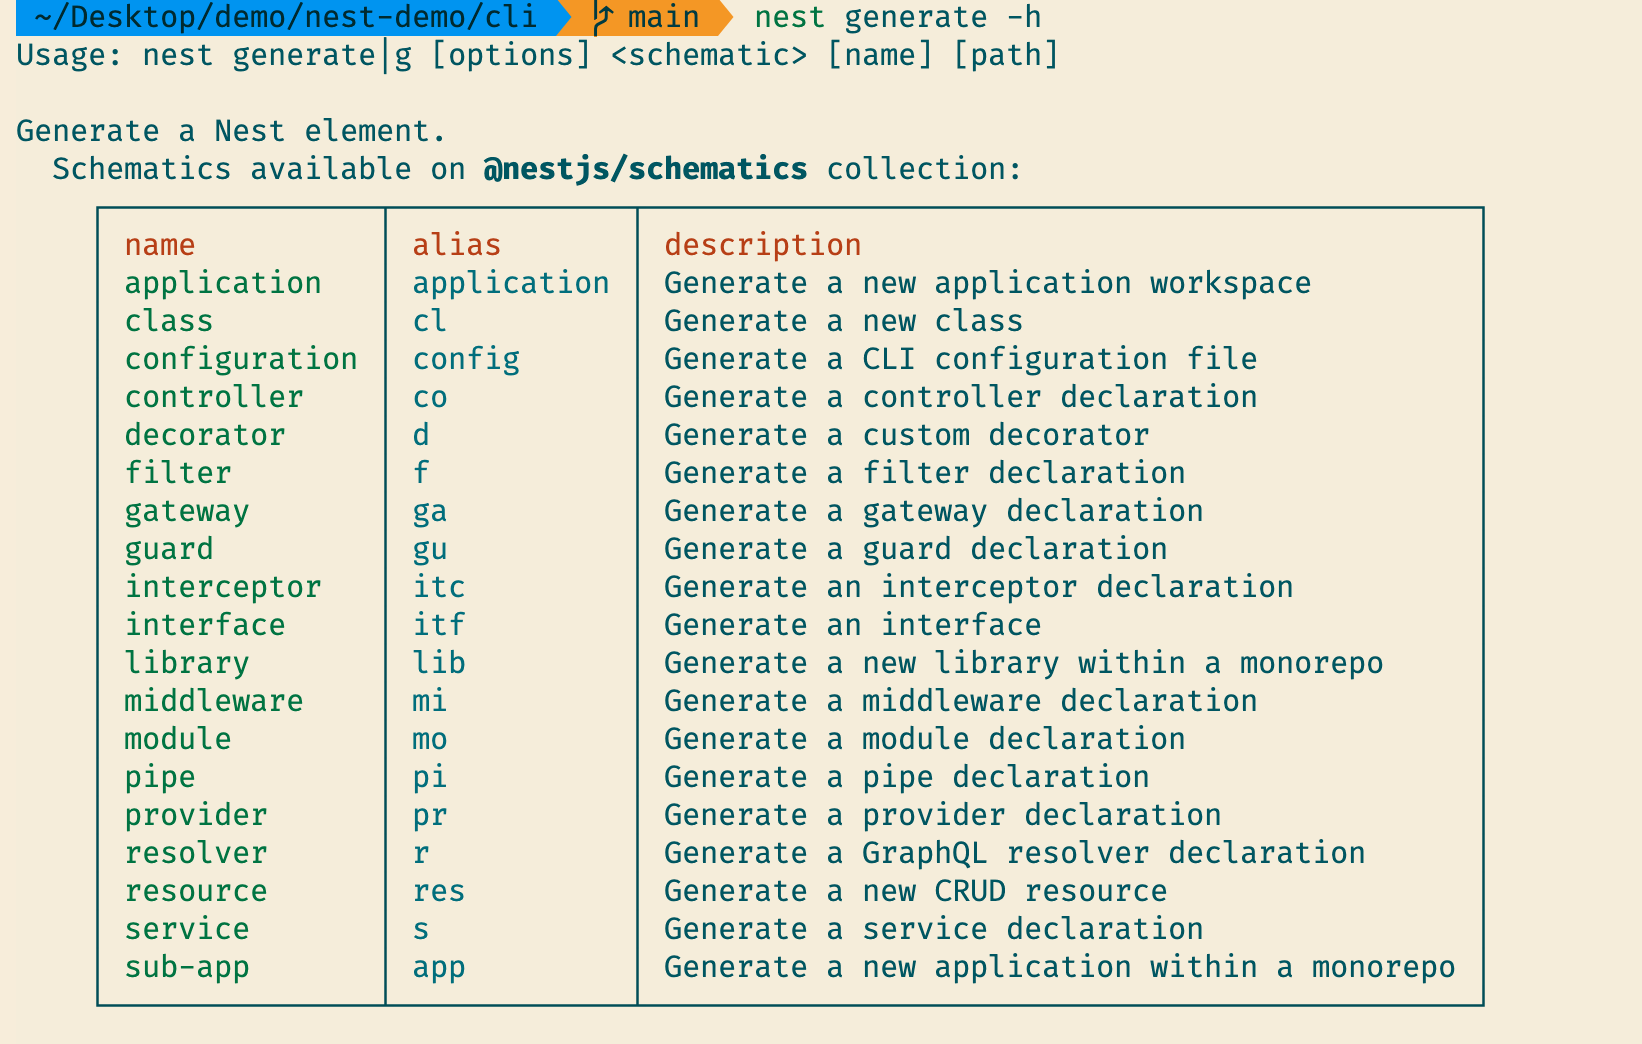 ~/Desktop/demo/nest-demo/cli main nest generate -h
Usage: nest generate|g [options] <schematic> [name] [path]
Generate a Nest element.
Schematics available on @nestjs/schematics collection:
name alias description
application application Generate a new application workspace
class cl Generate a new class
configuration config Generate a CLI configuration file
controller co Generate a controller declaration
decorator d Generate a custom decorator
filter f Generate a filter declaration
gateway ga Generate a gateway declaration
guard gu Generate a guard declaration
interceptor itc Generate an interceptor declaration
interface itf Generate an interface
library lib Generate a new library within a monorepo
middleware mi Generate a middleware declaration
module mo Generate a module declaration
pipe pi Generate a pipe declaration
provider pr Generate a provider declaration
resolver r Generate a GraphQL resolver declaration
resource res Generate a new CRUD resource
service s Generate a service declaration
sub-app app Generate a new application within a monorepo